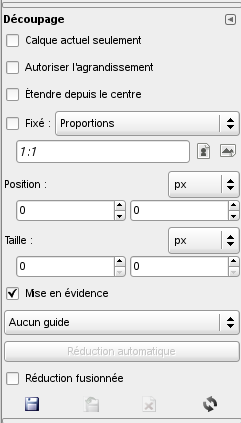 Découpage
Calque actuel seulement
Autoriser l'agrandissement
Étendre depuis le centre
Fixé : Proportions
1:1
Position : px
0 0
Taille : px
0 0
Mise en évidence
Aucun guide
Réduction automatique
Réduction fusionnée